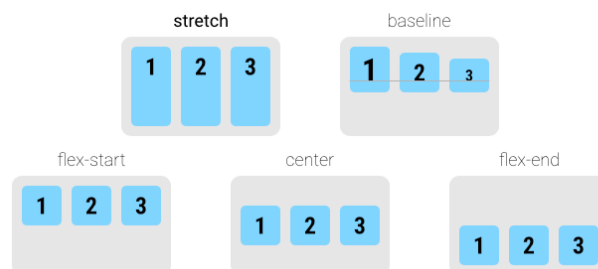 stretch baseline
1 2 3 1 2 3
flex-start center flex-end
1 2 3 1 2 3 1 2 3